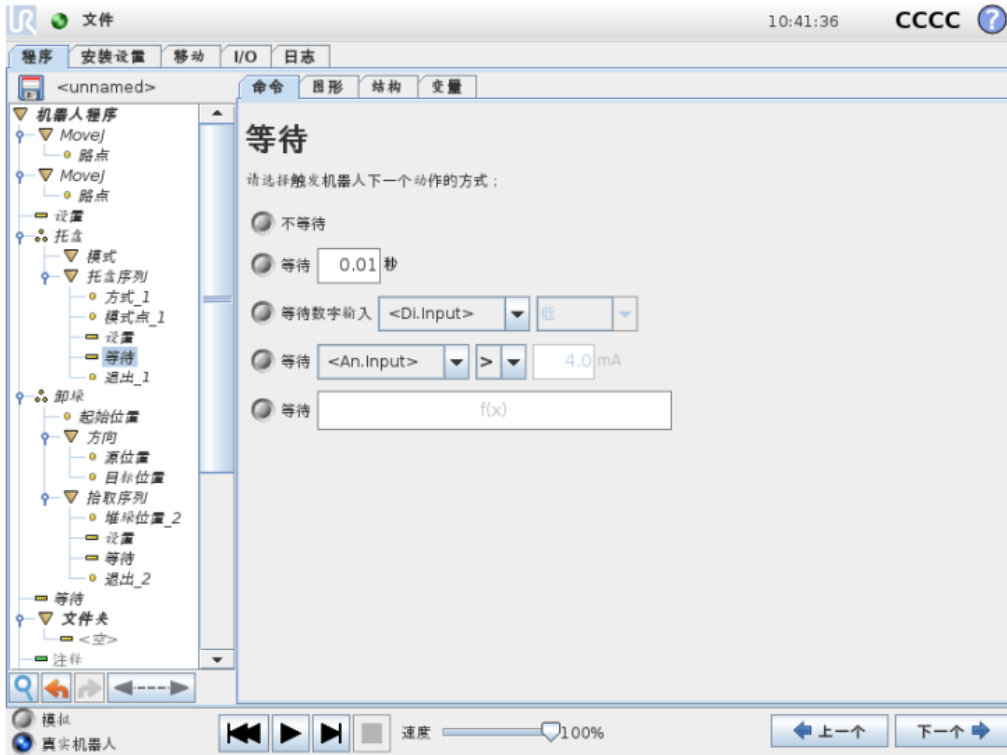 UR 文件 10:41:36 CCCC ?
程序 安装设置 移动 I/O 日志
<unnamed>
命令 图形 结构 变量
机器人程序
MoveJ
路点
MoveJ
路点
设置
托盒
模式
托盒序列
方式_1
模式点_1
设置
等待
退出_1
卸垛
起始位置
方向
源位置
目标位置
拾取序列
堆垛位置_2
设置
等待
退出_2
等待
文件夹
<空>
注释
等待
请选择触发机器人下一个动作的方式:
不等待
等待 0.01 秒
等待数字输入 <Di.Input> 低
等待 <An.Input> > 4.0 mA
等待 f(x)
模拟
真实机器人
速度 100%
上一个 下一个